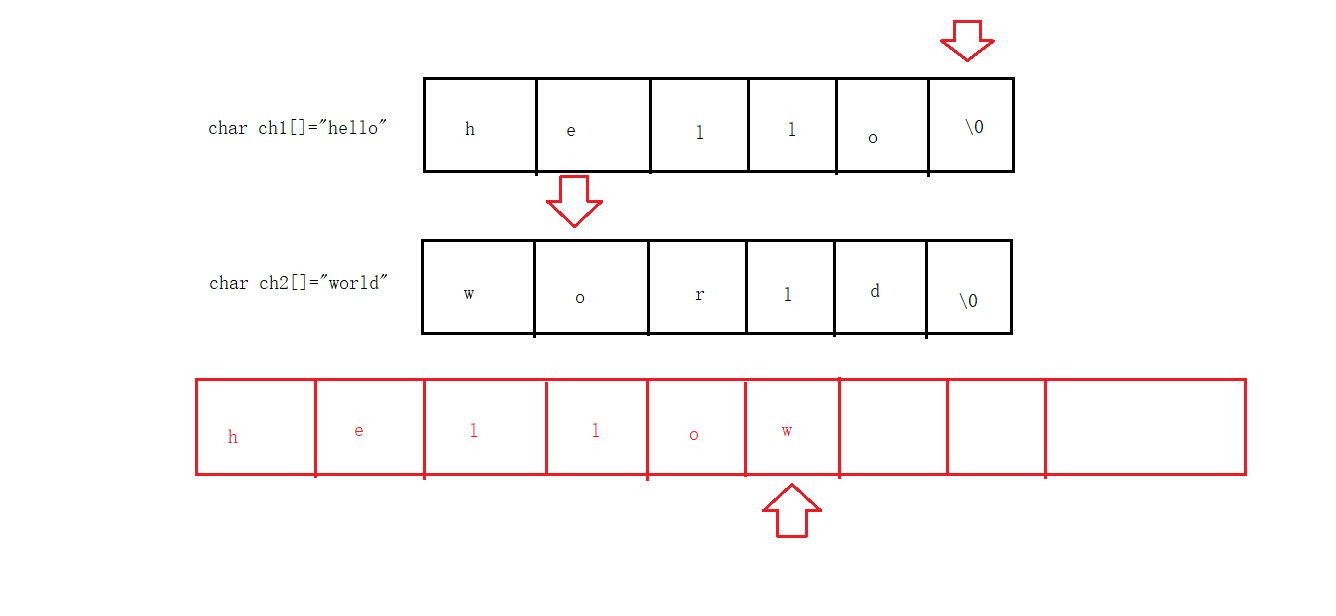 char ch1[]="hello" h e l l o \0
char ch2[]="world" w o r l d \0
h e l l o w